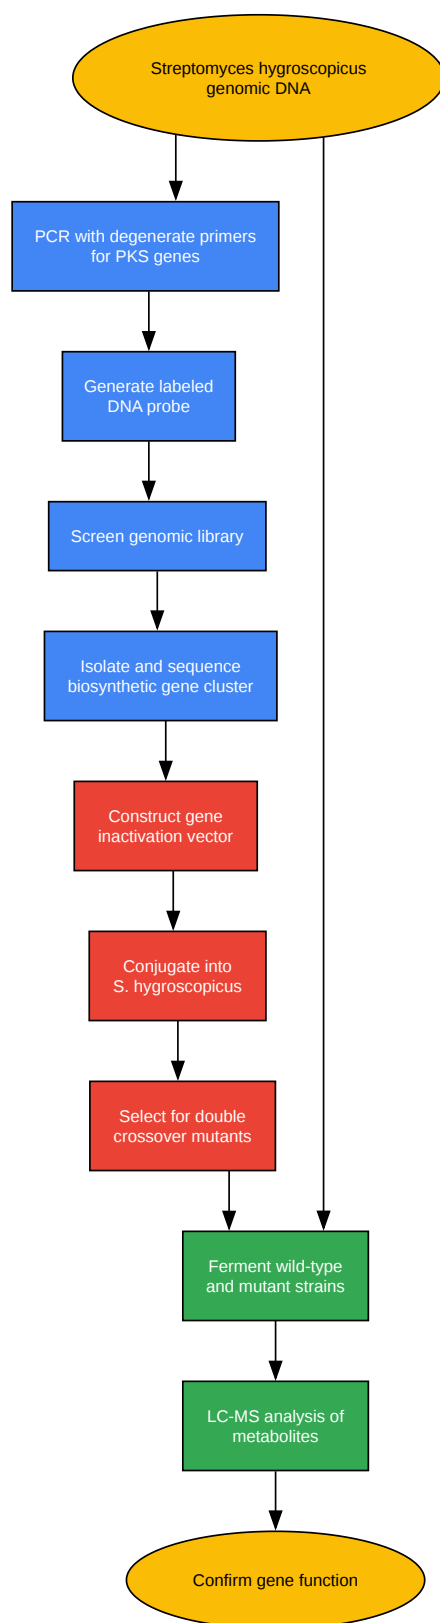 Streptomyces hygroscopicus
genomic DNA
PCR with degenerate primers
for PKS genes
Generate labeled
DNA probe
Screen genomic library
Isolate and sequence
biosynthetic gene cluster
Construct gene
inactivation vector
Conjugate into
S. hygroscopicus
Select for double
crossover mutants
Ferment wild-type
and mutant strains
LC-MS analysis of
metabolites
Confirm gene function